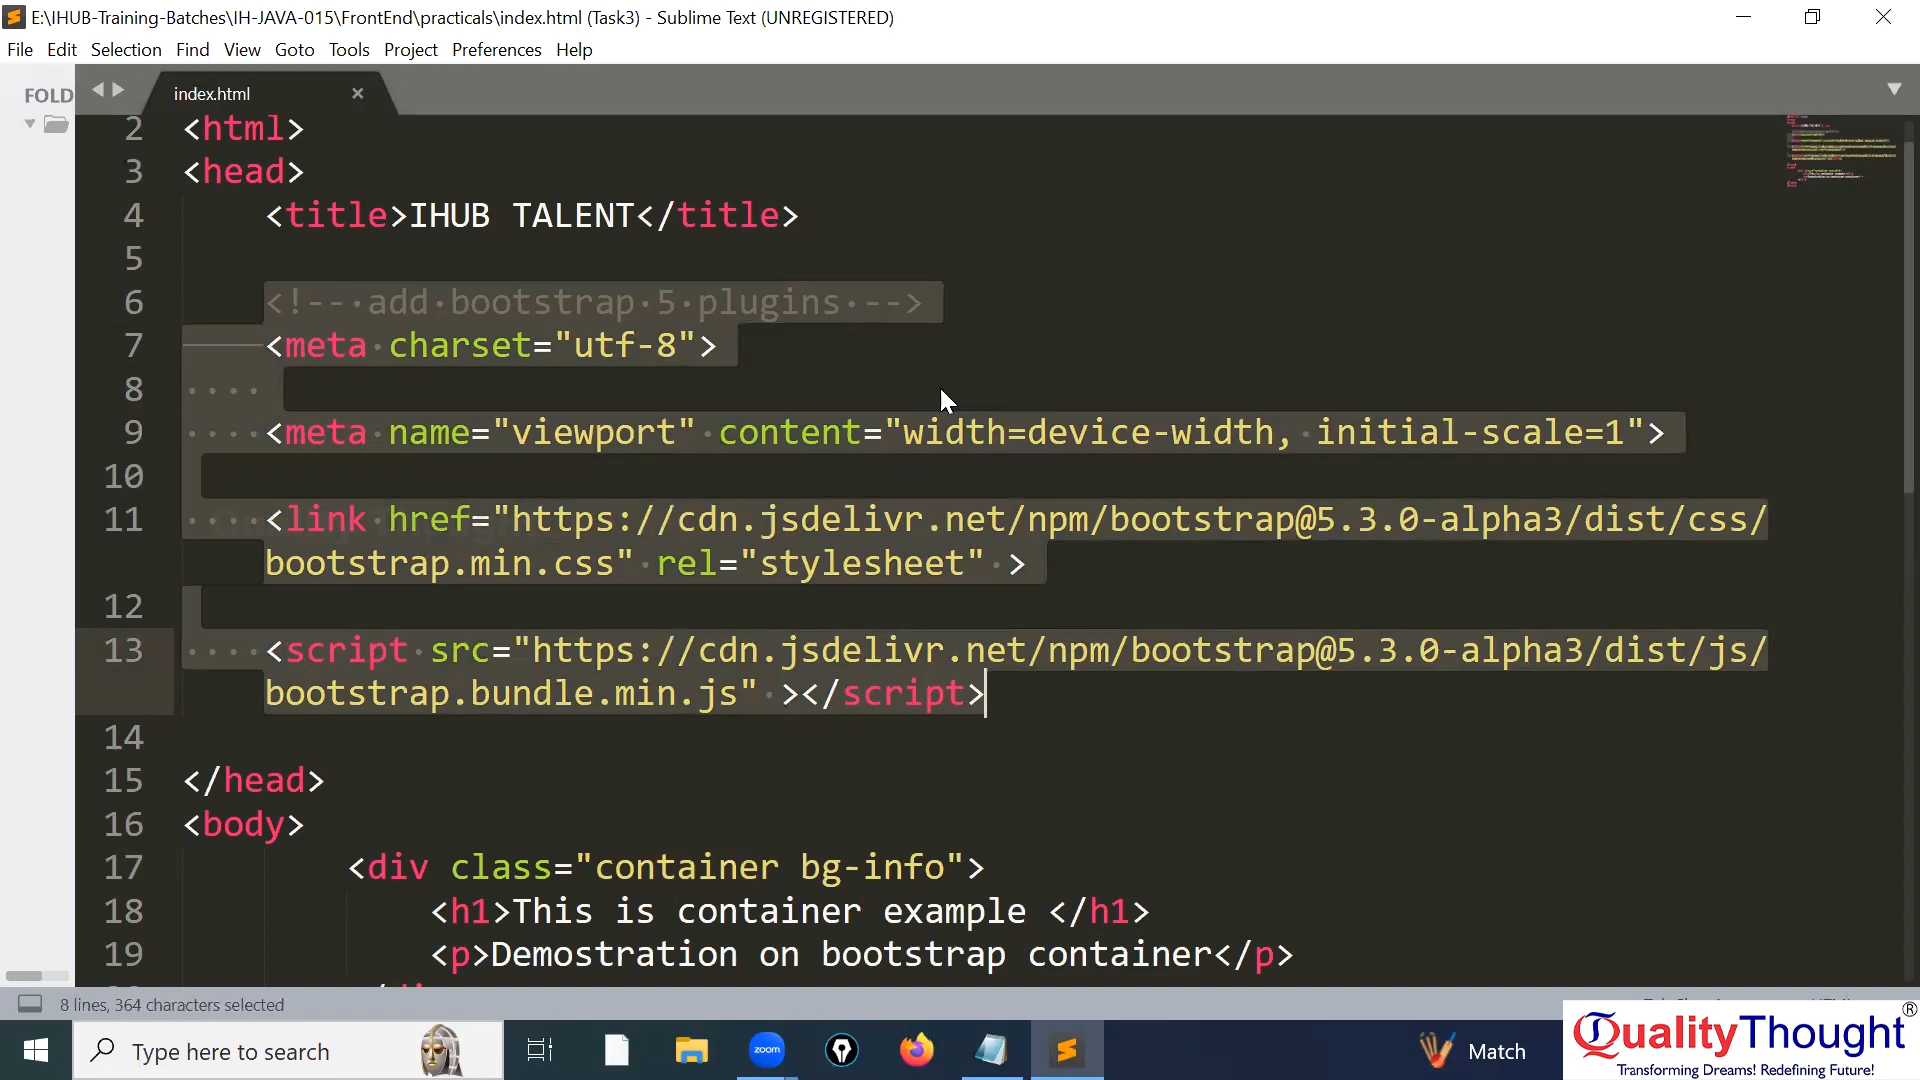 E:\IHUB-Training-Batches\IH-JAVA-015\FrontEnd\practicals\index.html (Task3) - Sublime Text (UNREGISTERED)
File Edit Selection Find View Goto Tools Project Preferences Help
FOLD
index.html
2 <html>
3 <head>
4 <title>IHUB TALENT</title>
5
6 <!-- add bootstrap 5 plugins -->
7 <meta charset="utf-8">
8
9 <meta name="viewport" content="width=device-width, initial-scale=1">
10
11 <link href="https://cdn.jsdelivr.net/npm/bootstrap@5.3.0-alpha3/dist/css/
bootstrap.min.css" rel="stylesheet" >
12
13 <script src="https://cdn.jsdelivr.net/npm/bootstrap@5.3.0-alpha3/dist/js/
bootstrap.bundle.min.js" ></script>
14
15 </head>
16 <body>
17 <div class="container bg-info">
18 <h1>This is container example </h1>
19 <p>Demostration on bootstrap container</p>
8 lines, 364 characters selected
Type here to search
zoom
Match
QualityThought®
Transforming Dreams! Redefining Future!